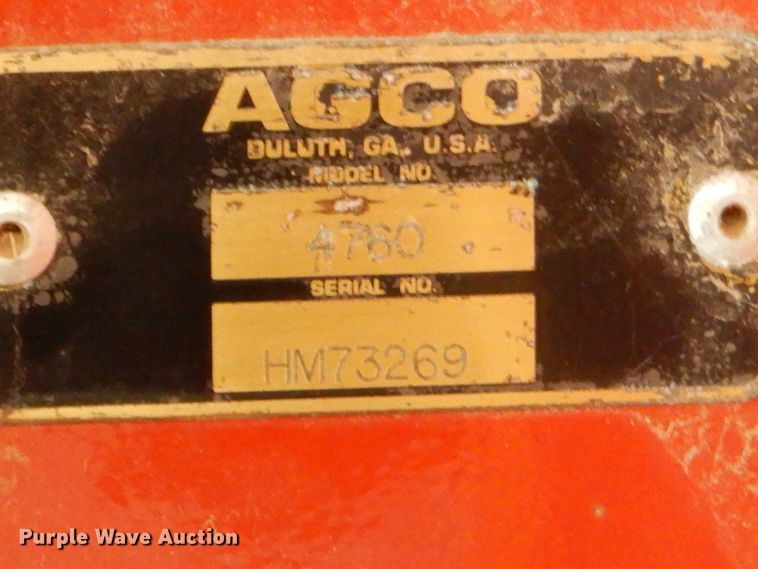 AGCO
DULUTH, GA., U.S.A.
MODEL NO.
4760
SERIAL NO.
HM73269
Purple Wave Auction